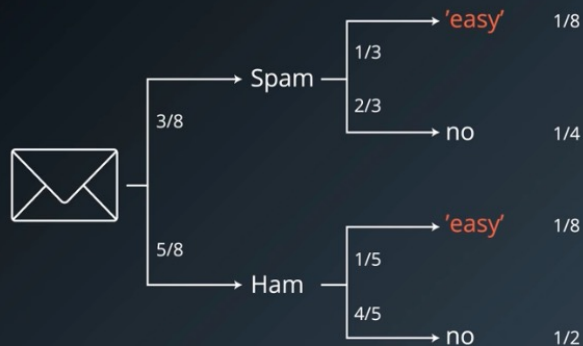 ’easy’ 1/8
1/3
Spam
3/8
2/3
no 1/4
’easy’ 1/8
5/8
1/5
Ham
4/5
no 1/2